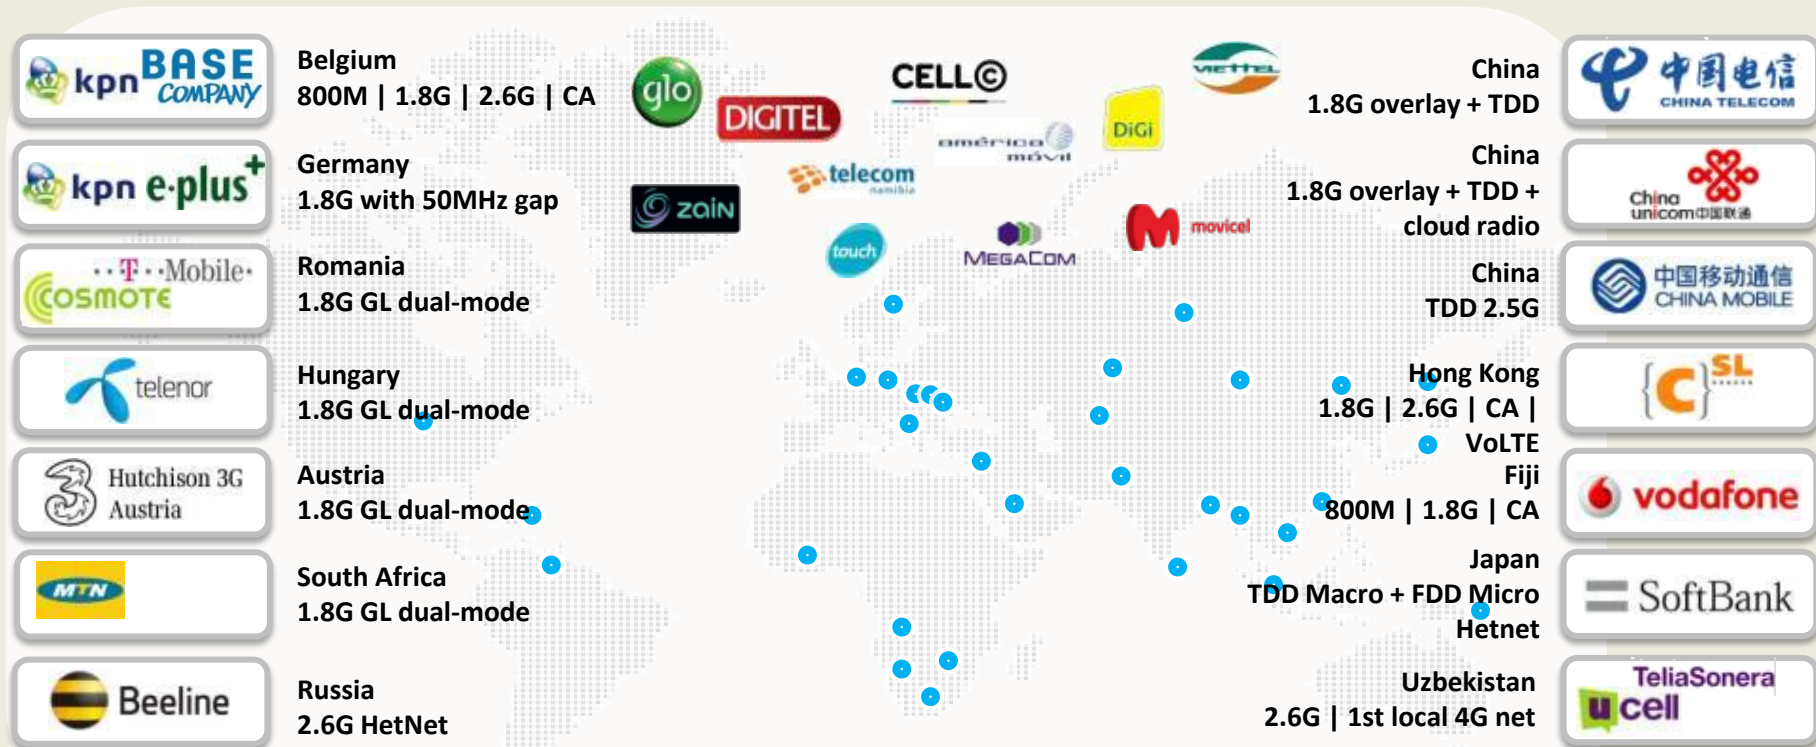 kpn BASE COMPANY
Belgium
800M | 1.8G | 2.6G | CA
kpn e·plus+
Germany
1.8G with 50MHz gap
··T··Mobile·
COSMOTE
Romania
1.8G GL dual-mode
telenor
Hungary
1.8G GL dual-mode
Hutchison 3G
Austria
Austria
1.8G GL dual-mode
MTN
South Africa
1.8G GL dual-mode
Beeline
Russia
2.6G HetNet
glo
DIGITEL
CELL C
VIETTEL
américa
móvil
DiGi
telecom
namibia
zain
touch
MEGACOM
movicel
China
1.8G overlay + TDD
中国电信
CHINA TELECOM
China
1.8G overlay + TDD +
cloud radio
China
unicom中国联通
China
TDD 2.5G
中国移动通信
CHINA MOBILE
Hong Kong
1.8G | 2.6G | CA |
VoLTE
{C}SL
Fiji
800M | 1.8G | CA
vodafone
Japan
TDD Macro + FDD Micro
Hetnet
SoftBank
Uzbekistan
2.6G | 1st local 4G net
TeliaSonera
ucell